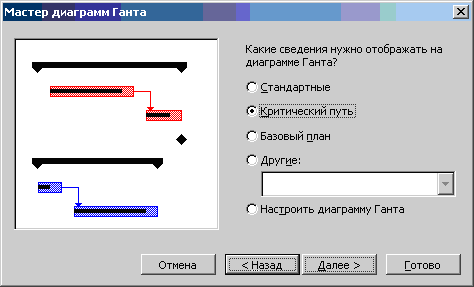 Мастер диаграмм Ганта
Какие сведения нужно отображать на
диаграмме Ганта?
Стандартные
Критический путь
Базовый план
Другие:
Настроить диаграмму Ганта
Отмена
< Назад
Далее >
Готово